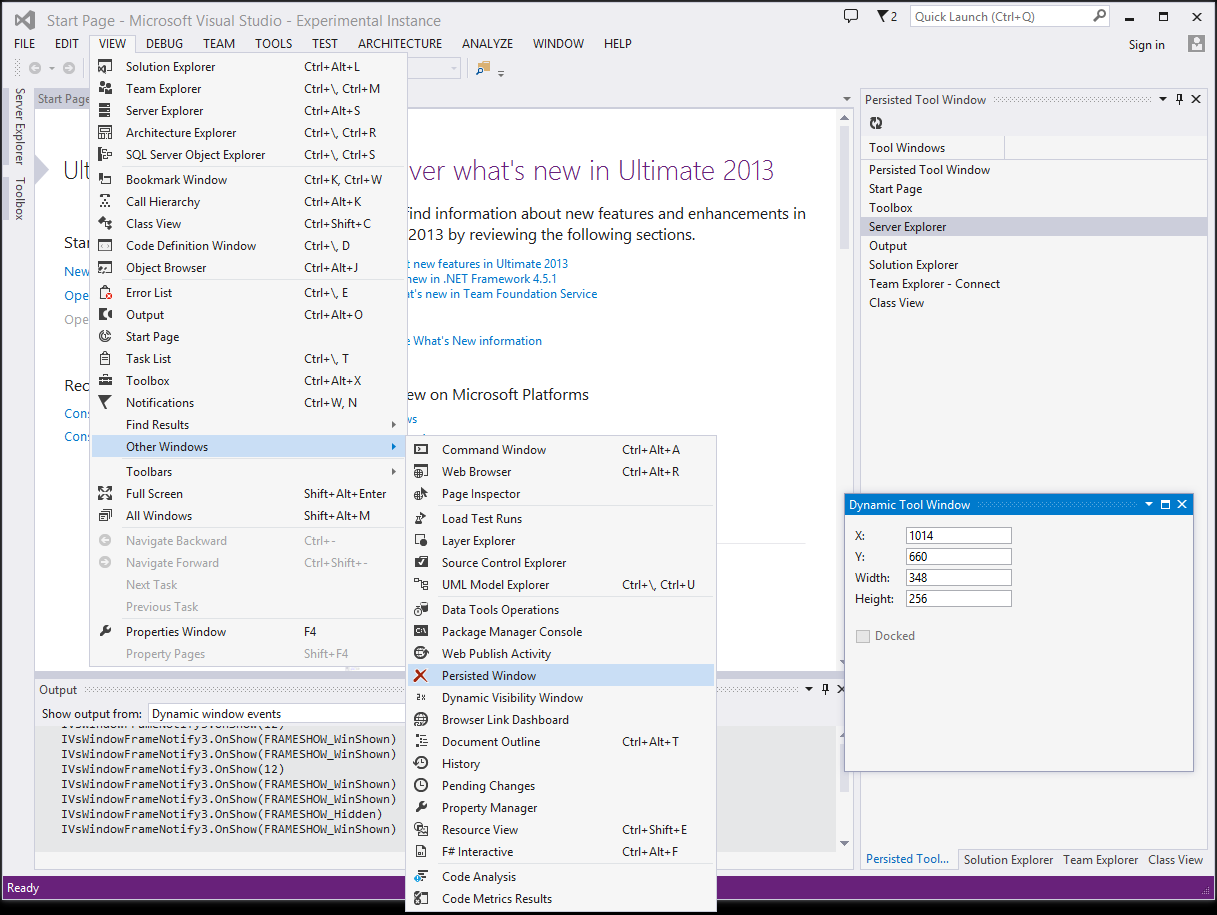 Start Page - Microsoft Visual Studio - Experimental Instance
2
Quick Launch (Ctrl+Q)
FILE EDIT VIEW DEBUG TEAM TOOLS TEST ARCHITECTURE ANALYZE WINDOW HELP
Sign in
Server Explorer
Toolbox
Start Page
Solution Explorer Ctrl+Alt+L
Team Explorer Ctrl+\, Ctrl+M
Server Explorer Ctrl+Alt+S
Architecture Explorer Ctrl+\, Ctrl+R
SQL Server Object Explorer Ctrl+\, Ctrl+S
Bookmark Window Ctrl+K, Ctrl+W
Call Hierarchy Ctrl+Alt+K
Class View Ctrl+Shift+C
Code Definition Window Ctrl+\, D
Object Browser Ctrl+Alt+J
Error List Ctrl+\, E
Output Ctrl+Alt+O
Start Page
Task List Ctrl+\, T
Toolbox Ctrl+Alt+X
Notifications Ctrl+W, N
Find Results
Other Windows
Toolbars
Full Screen Shift+Alt+Enter
All Windows Shift+Alt+M
Navigate Backward Ctrl+-
Navigate Forward Ctrl+Shift+-
Next Task
Previous Task
Properties Window F4
Property Pages Shift+F4
Command Window Ctrl+Alt+A
Web Browser Ctrl+Alt+R
Page Inspector
Load Test Runs
Layer Explorer
Source Control Explorer
UML Model Explorer Ctrl+\, Ctrl+U
Data Tools Operations
Package Manager Console
Web Publish Activity
Persisted Window
Dynamic Visibility Window
Browser Link Dashboard
Document Outline Ctrl+Alt+T
History
Pending Changes
Property Manager
Resource View Ctrl+Shift+E
F# Interactive Ctrl+Alt+F
Code Analysis
Code Metrics Results
Ult
ver what's new in Ultimate 2013
find information about new features and enhancements in
2013 by reviewing the following sections.
new features in Ultimate 2013
new in .NET Framework 4.5.1
t's new in Team Foundation Service
What's New information
ew on Microsoft Platforms
ws
Star
New
Ope
Ope
Rec
Cons
Cons
Output
Show output from: Dynamic window events
IVsWindowFrameNotify3.OnShow(12)
IVsWindowFrameNotify3.OnShow(FRAMESHOW_WinShown)
IVsWindowFrameNotify3.OnShow(FRAMESHOW_WinShown)
IVsWindowFrameNotify3.OnShow(12)
IVsWindowFrameNotify3.OnShow(FRAMESHOW_WinShown)
IVsWindowFrameNotify3.OnShow(FRAMESHOW_WinShown)
IVsWindowFrameNotify3.OnShow(FRAMESHOW_Hidden)
IVsWindowFrameNotify3.OnShow(FRAMESHOW_WinShown)
Persisted Tool Window
Tool Windows
Persisted Tool Window
Start Page
Toolbox
Server Explorer
Output
Solution Explorer
Team Explorer - Connect
Class View
Dynamic Tool Window
X: 1014
Y: 660
Width: 348
Height: 256
Docked
Persisted Tool... Solution Explorer Team Explorer Class View
Ready